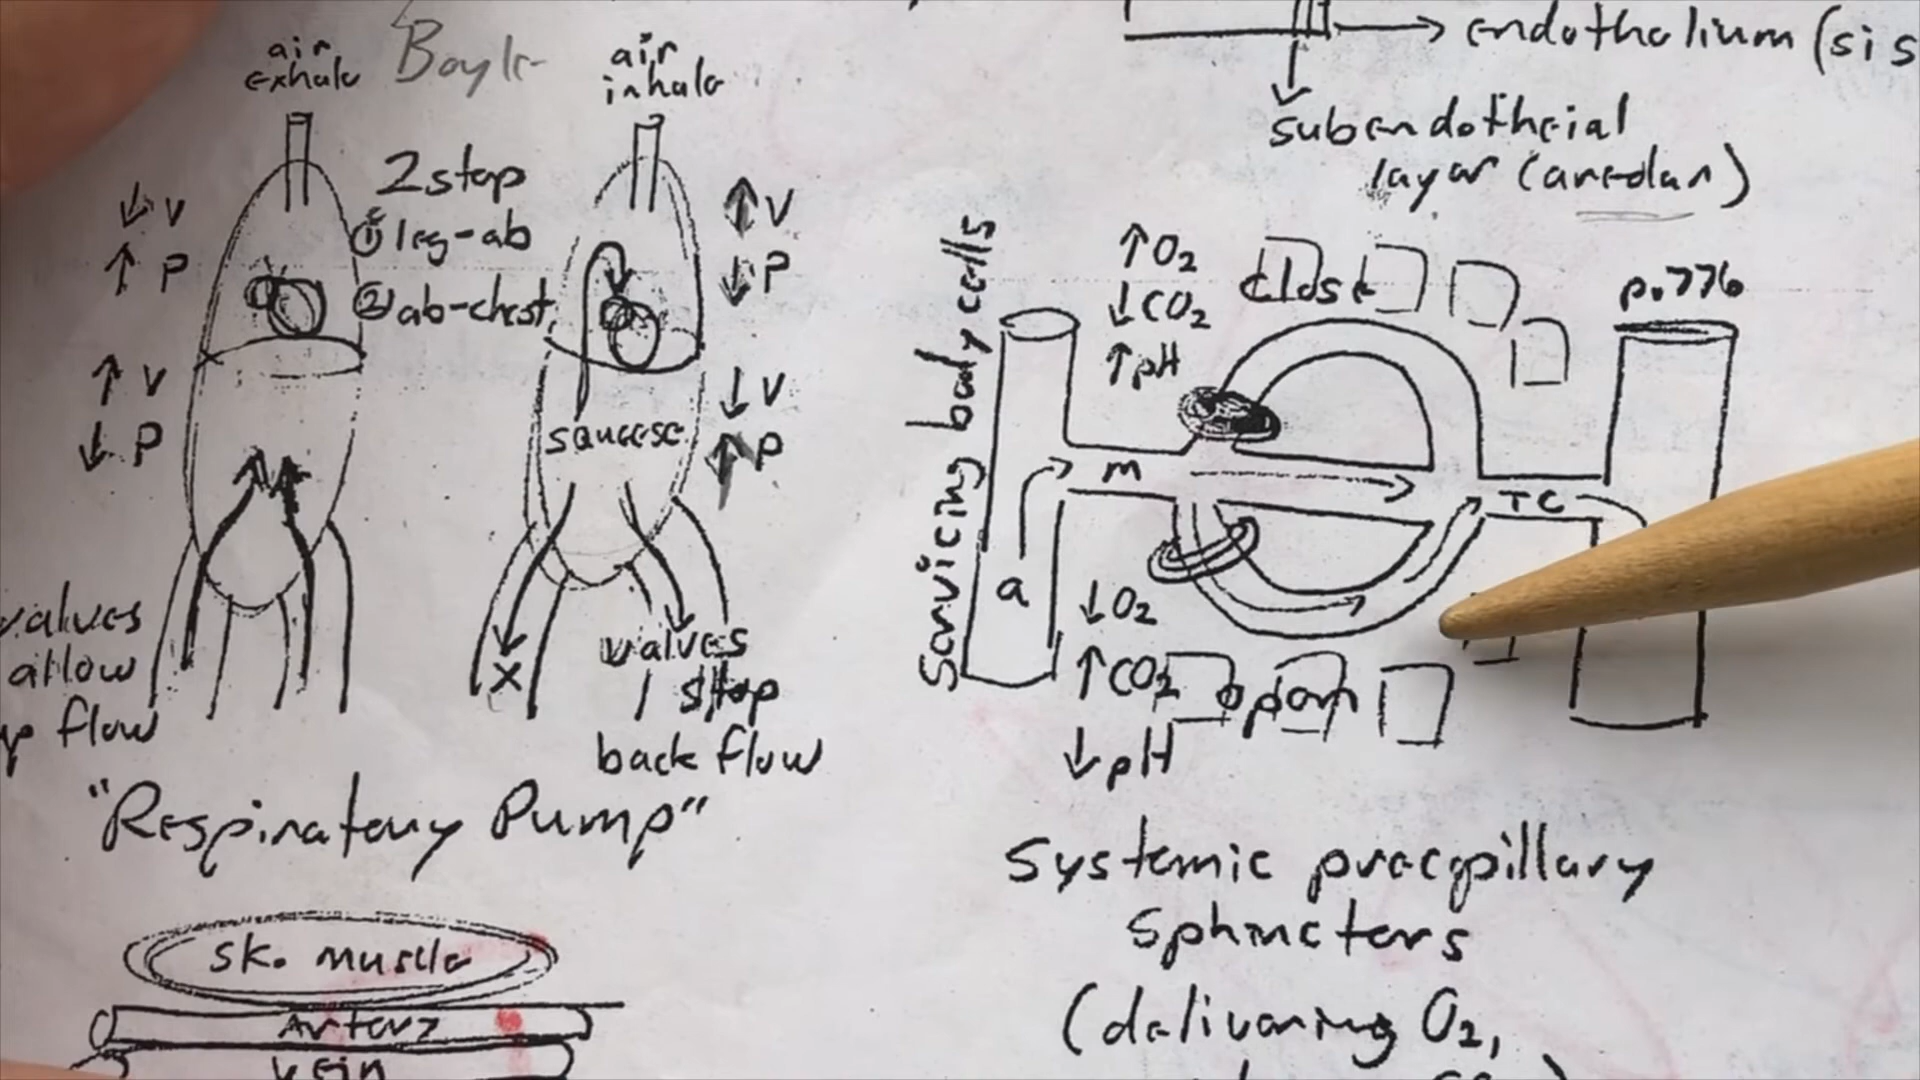 air
exhale
Boyle
air
inhale
2 step
① leg-ab
② ab-chest
↓ V
↑ P
↑ V
↓ P
↑ V
↓ P
↓ V
↑ P
squeeze
valves
allow
flow
X
valves
stop
back flow
"Respiratory Pump"
sk. muscle
Artery
vein
endothelium (sis
subendotheial
layer (areolar)
Servicing body cells
↑ O2
↓ CO2
↑ pH
close
p.776
m
TC
a
↓ O2
↑ CO2
↓ pH
open
Systemic precapillary
sphincters
(delivering O2,